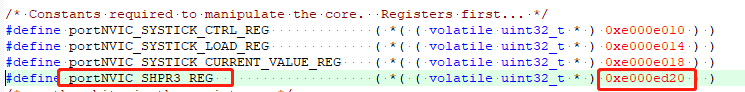 /* Constants required to manipulate the core. Registers first... */
#define portNVIC_SYSTICK_CTRL_REG ( *( ( volatile uint32_t * ) 0xe000e010 ) )
#define portNVIC_SYSTICK_LOAD_REG ( *( ( volatile uint32_t * ) 0xe000e014 ) )
#define portNVIC_SYSTICK_CURRENT_VALUE_REG ( *( ( volatile uint32_t * ) 0xe000e018 ) )
#define portNVIC_SHPR3_REG ( *( ( volatile uint32_t * ) 0xe000ed20 ) )